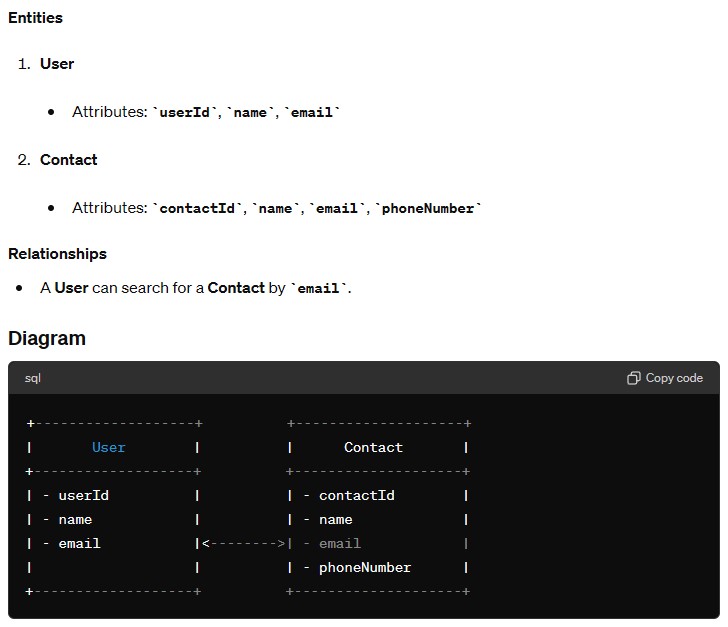 Entities
1. User
• Attributes: `userId`, `name`, `email`
2. Contact
• Attributes: `contactId`, `name`, `email`, `phoneNumber`
Relationships
• A User can search for a Contact by `email`.
Diagram
sql Copy code
+-------------------+          +--------------------+
|       User        |          |      Contact       |
+-------------------+          +--------------------+
| - userId          |          | - contactId        |
| - name            |          | - name             |
| - email           |<-------->| - email            |
|                   |          | - phoneNumber      |
+-------------------+          +--------------------+